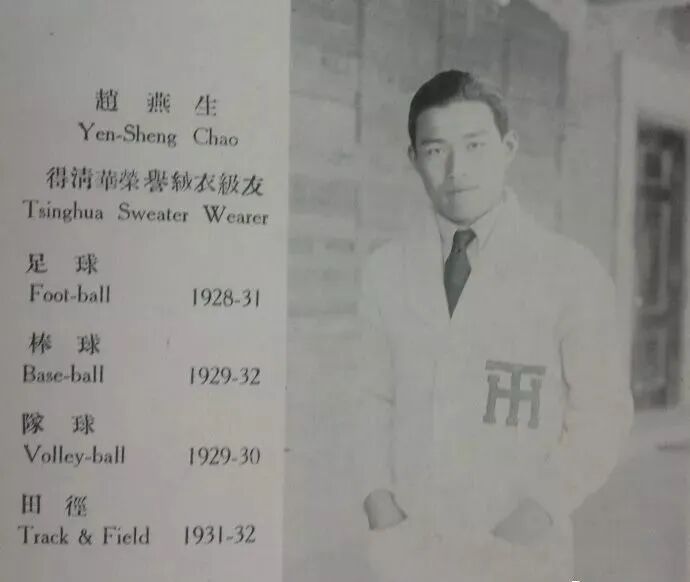 趙燕生
Yen-Sheng Chao
得清華榮譽絨衣級友
Tsinghua Sweater Wearer
足球
Foot-ball 1928-31
棒球
Base-ball 1929-32
隊球
Volley-ball 1929-30
田徑
Track & Field 1931-32
TH